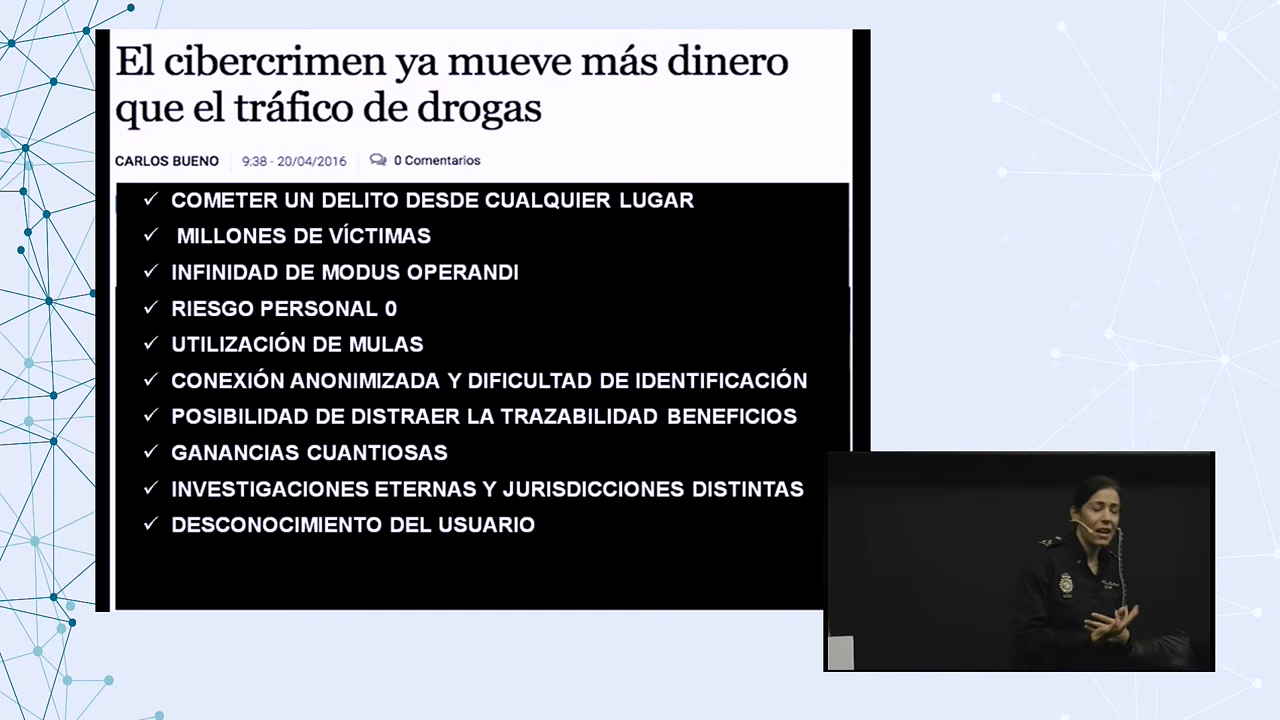 El cibercrimen ya mueve más dinero
que el tráfico de drogas
CARLOS BUENO 9:38 - 20/04/2016 0 Comentarios
✓ COMETER UN DELITO DESDE CUALQUIER LUGAR
✓ MILLONES DE VÍCTIMAS
✓ INFINIDAD DE MODUS OPERANDI
✓ RIESGO PERSONAL 0
✓ UTILIZACIÓN DE MULAS
✓ CONEXIÓN ANONIMIZADA Y DIFICULTAD DE IDENTIFICACIÓN
✓ POSIBILIDAD DE DISTRAER LA TRAZABILIDAD BENEFICIOS
✓ GANANCIAS CUANTIOSAS
✓ INVESTIGACIONES ETERNAS Y JURISDICCIONES DISTINTAS
✓ DESCONOCIMIENTO DEL USUARIO